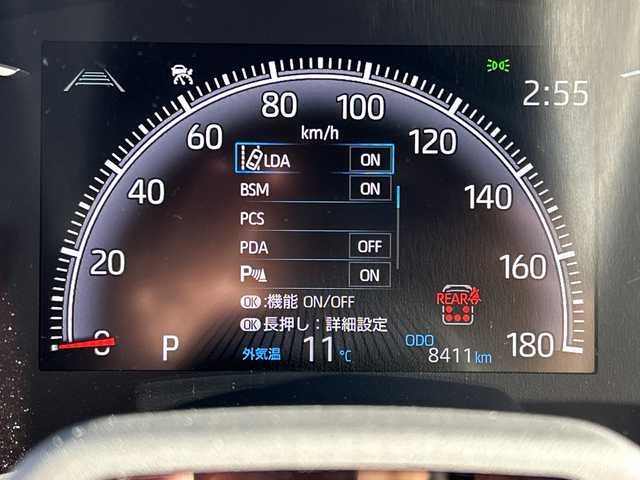 2:55
80 100
60 km/h 120
LDA ON
40 BSM ON 140
PCS
20 PDA OFF 160
P ON
OK :機能 ON/OFF REAR
OK 長押し：詳細設定
0 P 外気温 11℃ ODO 8411km 180